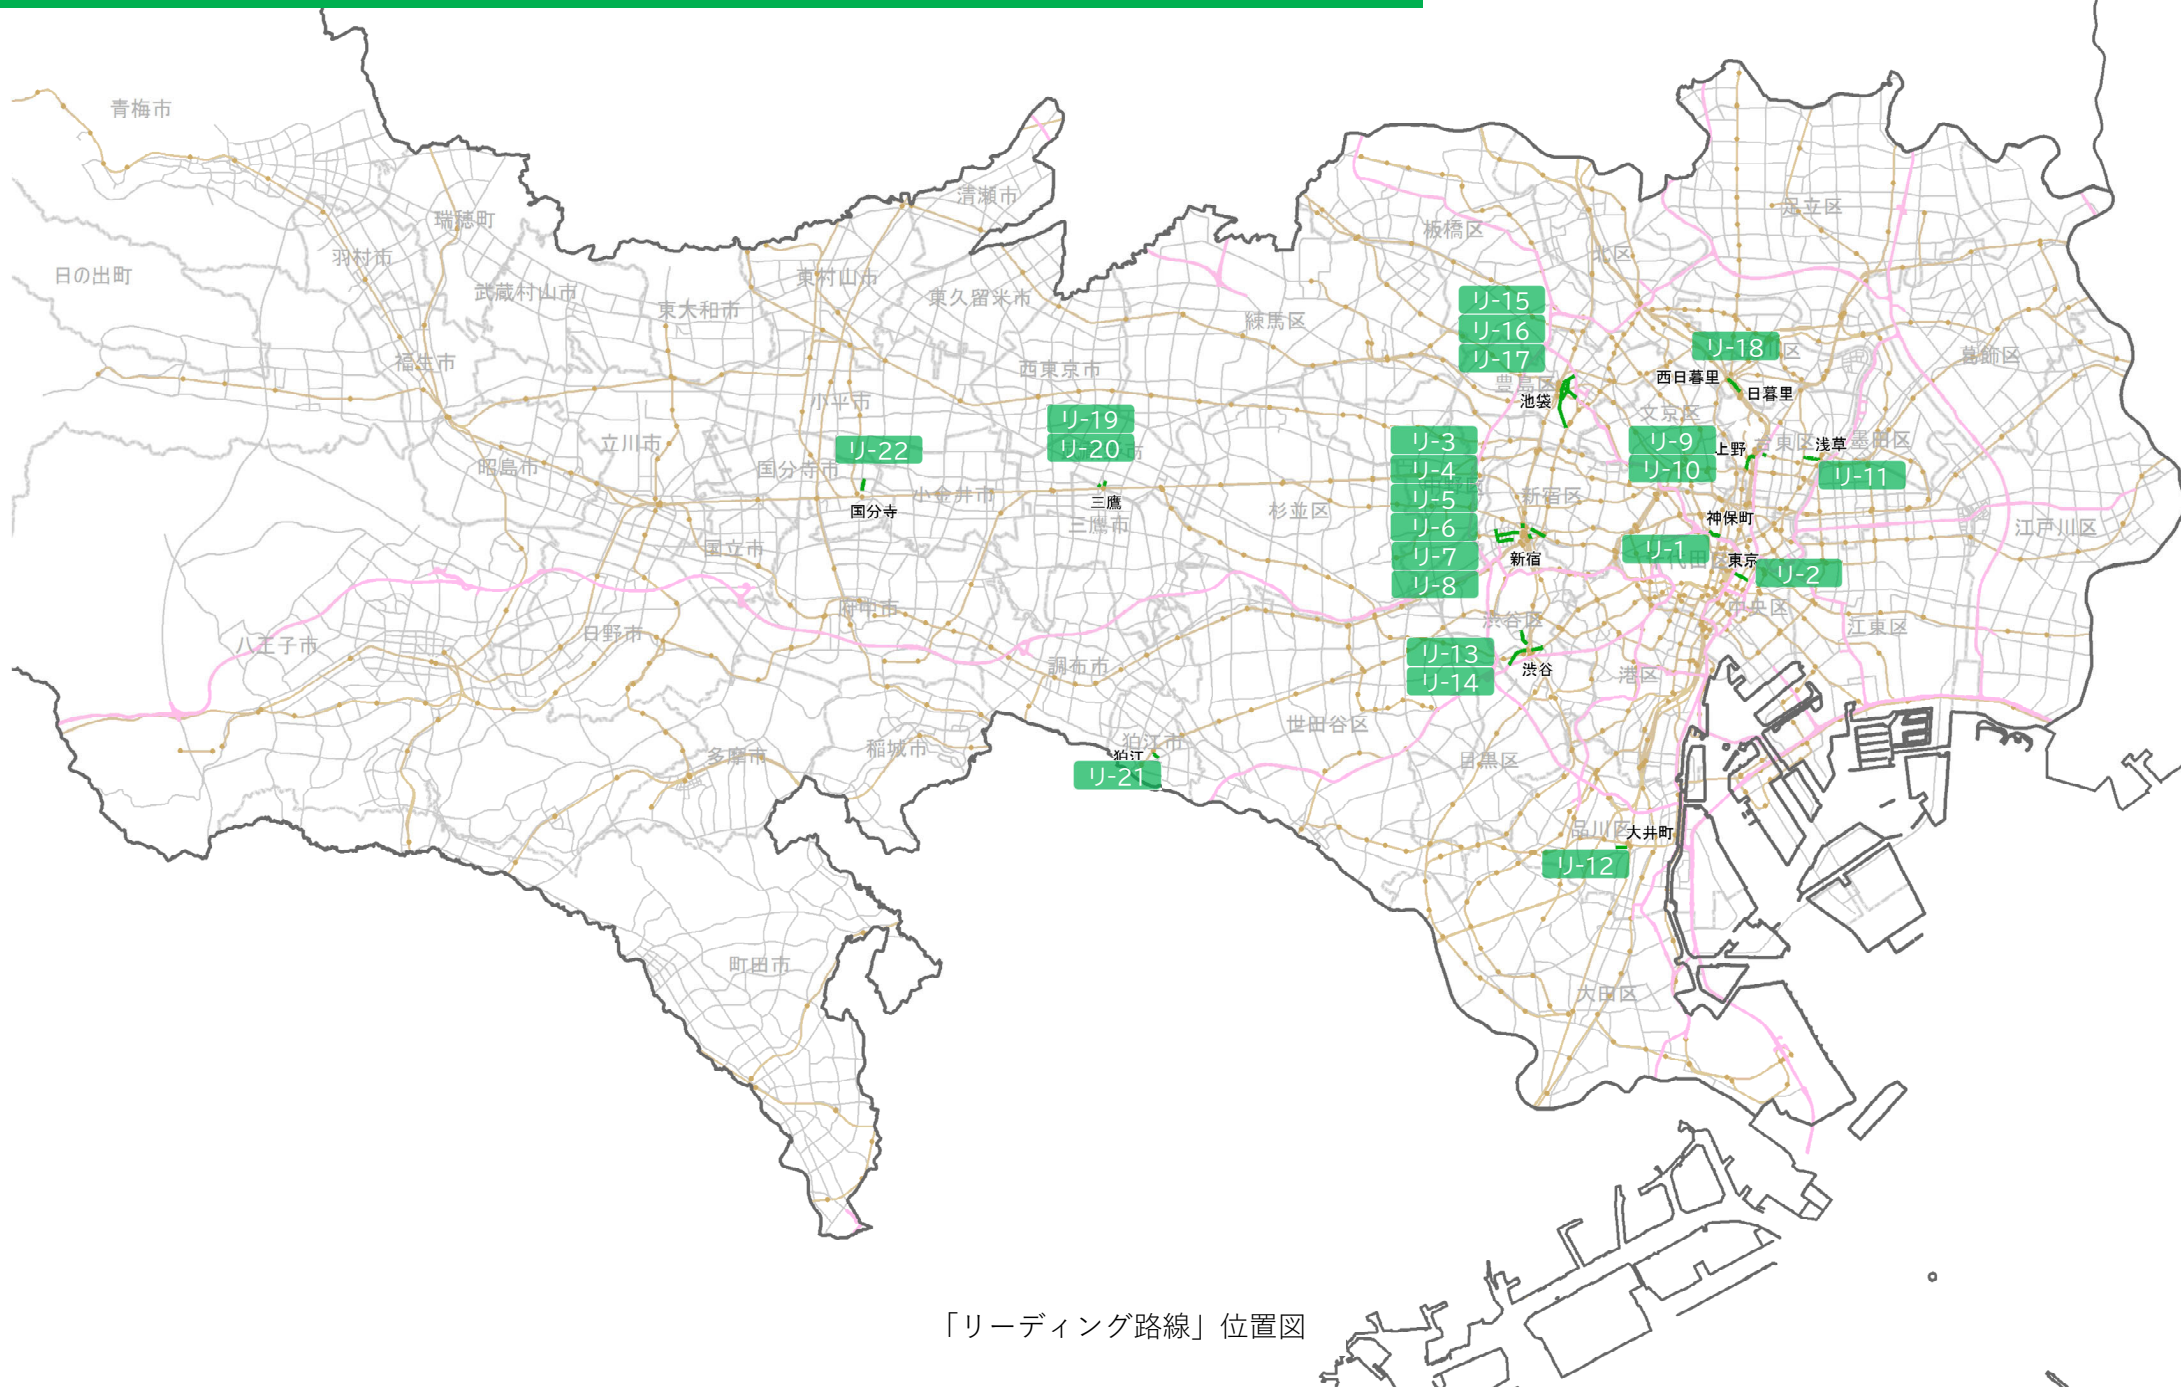 青梅市
清瀬市
瑞穂町
足立区
板橋区
羽村市
北区
日の出町
東村山市
武蔵村山市
東久留米市
東大和市
リ-15
リ-16
リ-17
練馬区
リ-18
区
葛飾区
福生市
西東京市
西日暮里
豊島区
日暮里
池袋
小平市
文京区
リ-19
リ-20
市
リ-22
立川市
国分寺市
昭島市
リ-3
リ-4
リ-5
リ-6
リ-7
リ-8
リ-9
リ-10
上野
台東区
浅草
墨田区
リ-11
小金井市
三鷹
国分寺
三鷹市
杉並区
新宿区
神保町
江戸川区
国立市
新宿
リ-1
代田
東京
リ-2
府中市
中央区
渋谷区
江東区
日野市
八王子市
調布市
リ-13
リ-14
渋谷
港区
世田谷区
狛江市
狛江
リ-21
稲城市
多摩市
目黒区
品川区
大井町
リ-12
町田市
大田区
「リーディング路線」位置図